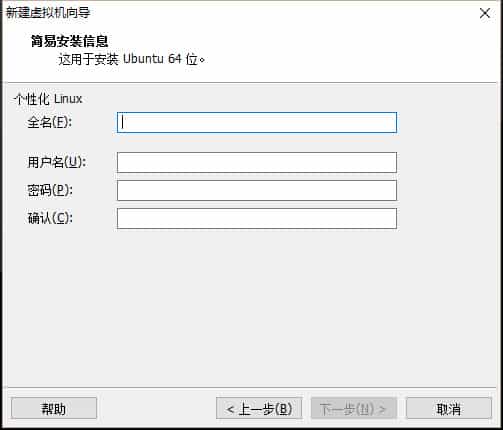 新建虚拟机向导
简易安装信息
这用于安装 Ubuntu 64 位。
个性化 Linux
全名(F):
用户名(U):
密码(P):
确认(C):
帮助
< 上一步(B)
下一步(N) >
取消